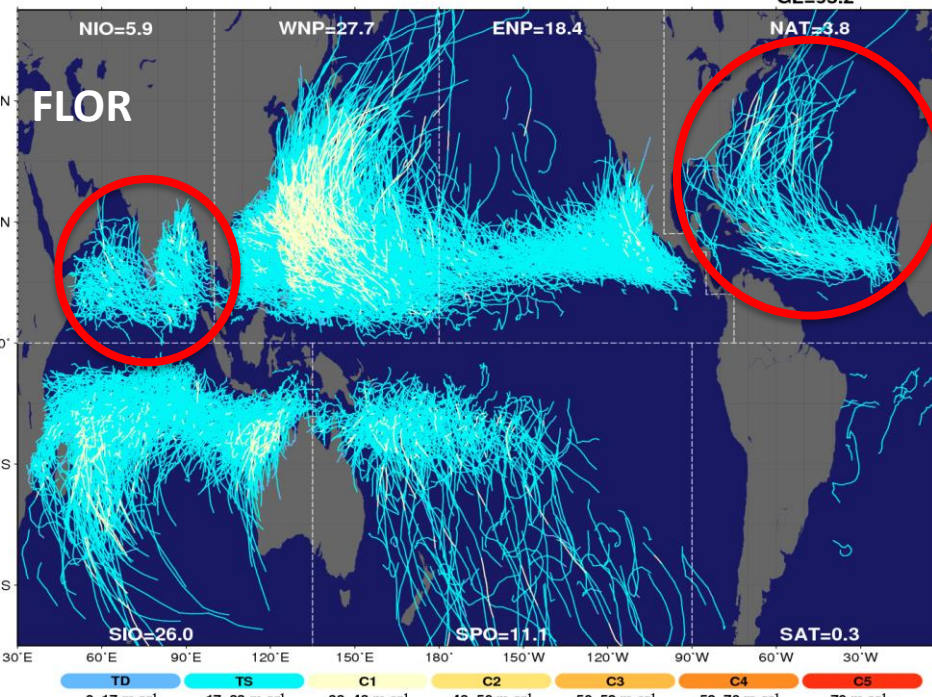 NIO=5.9 WNP=27.7 ENP=18.4 NAT=3.8
FLOR
N
N
0°
S
S
SIO=26.0 SPO=11.1 SAT=0.3
30°E 60°E 90°E 120°E 150°E 180° 150°W 120°W 90°W 60°W 30°W
TD TS C1 C2 C3 C4 C5